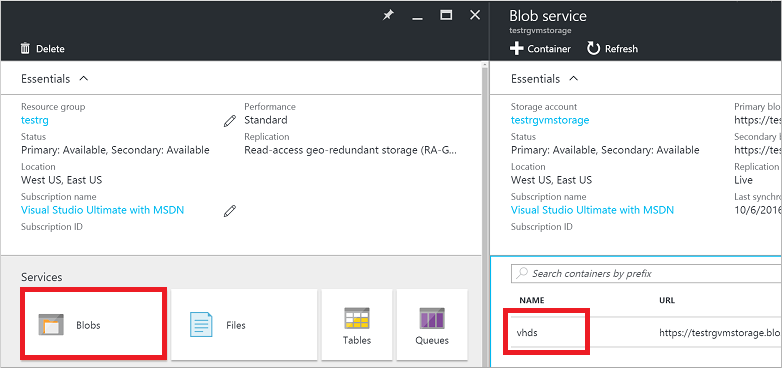 Delete
Essentials
Resource group
testrg
Performance
Standard
Status
Primary: Available, Secondary: Available
Replication
Read-access geo-redundant storage (RA-G...
Location
West US, East US
Subscription name
Visual Studio Ultimate with MSDN
Subscription ID
Services
Blobs
Files
Tables
Queues
Blob service
testrgvmstorage
Container
Refresh
Essentials
Storage account
testrgvmstorage
Primary blo
https://tes
Status
Primary: Available, Secondary: Available
Secondary b
https://tes
Location
West US, East US
Replication
Live
Subscription name
Visual Studio Ultimate with MSDN
Last synchro
10/6/2016
Subscription ID
Search containers by prefix
NAME
URL
vhds
https://testrgvmstorage.blo